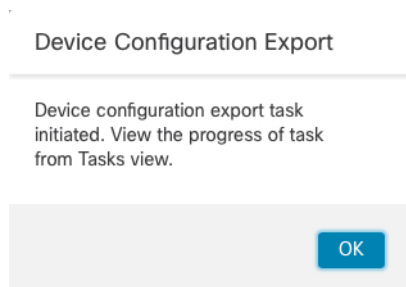 Device Configuration Export
Device configuration export task
initiated. View the progress of task
from Tasks view.
OK